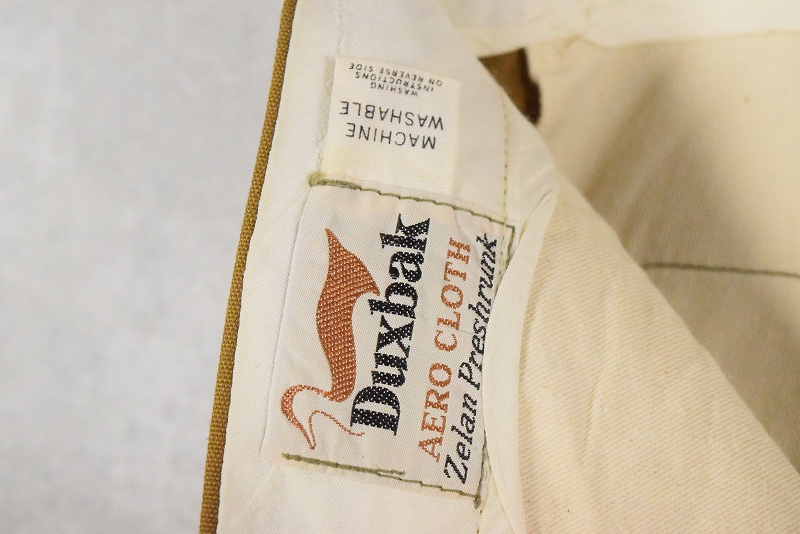 MACHINE
WASHABLE
WASHING
INSTRUCTIONS
ON REVERSE SIDE
Duxbak
AERO CLOTH
Zelan Preshrunk